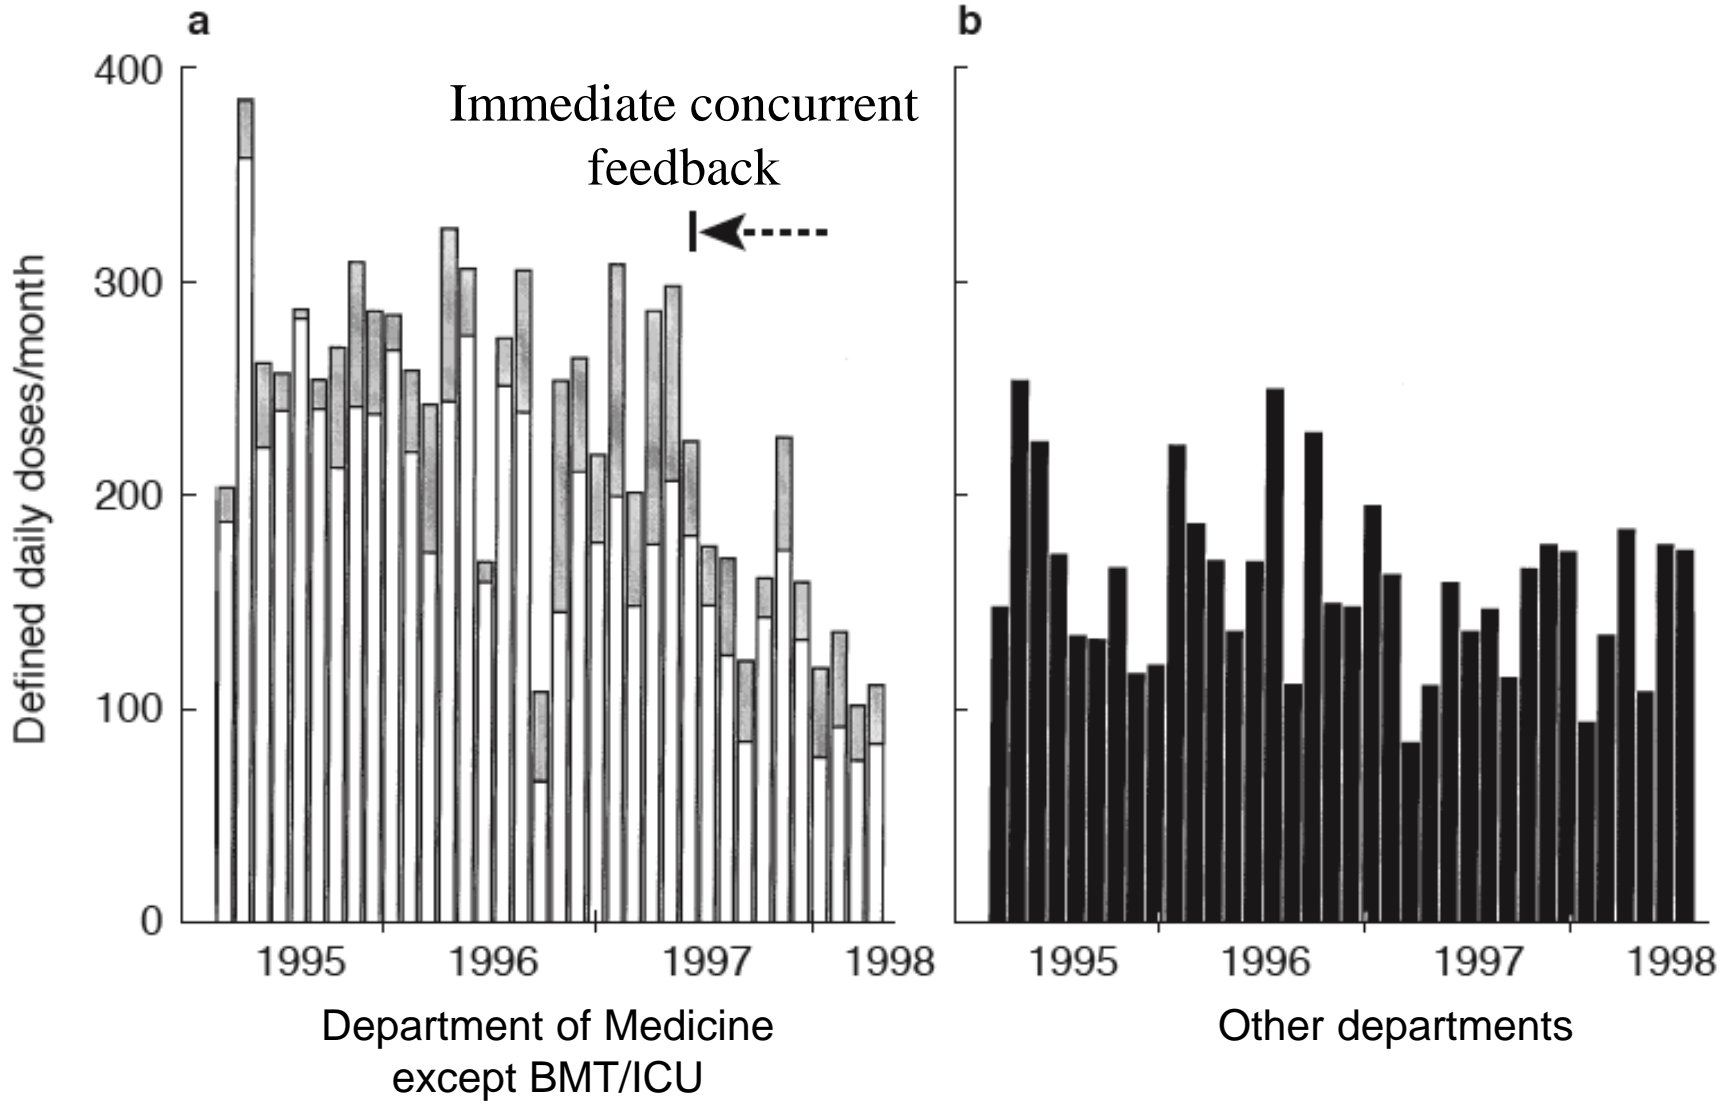 a
b
400
300
200
100
0
Defined daily doses/month
Immediate concurrent
feedback
1995 1996 1997 1998
1995 1996 1997 1998
Department of Medicine
except BMT/ICU
Other departments